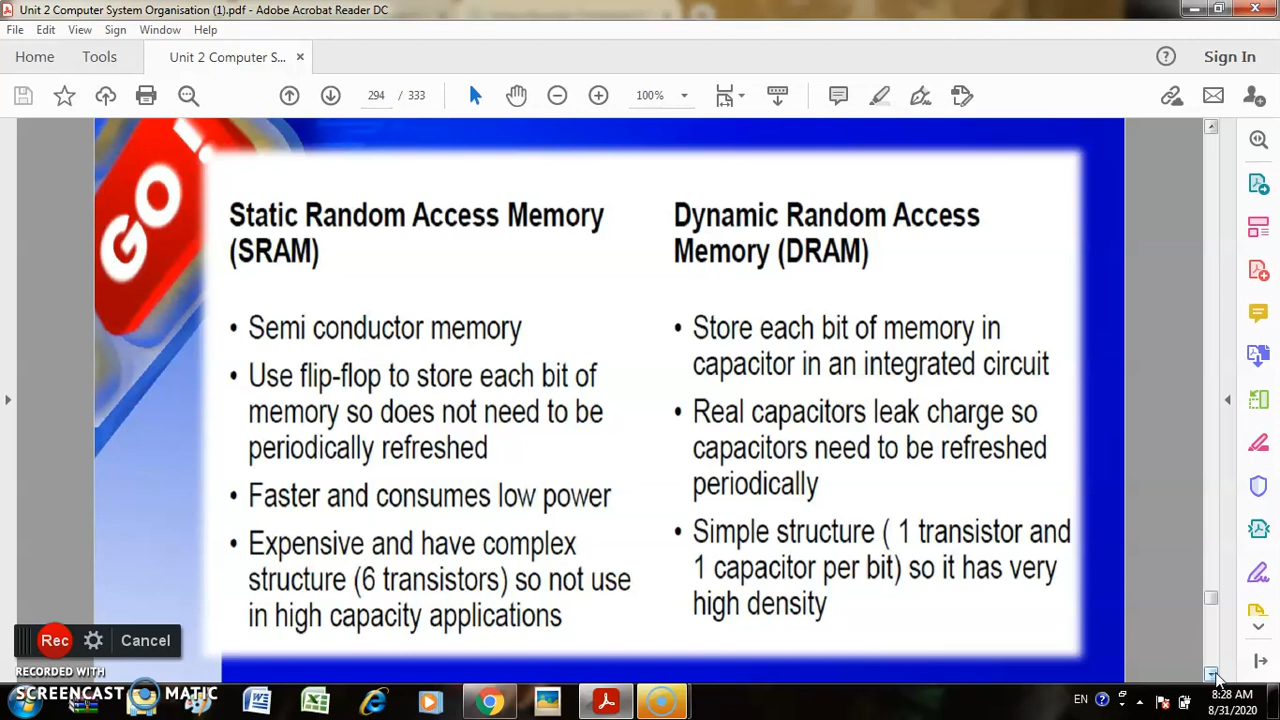 Unit 2 Computer System Organisation (1).pdf - Adobe Acrobat Reader DC
File Edit View Sign Window Help
Home Tools Unit 2 Computer S... × Sign In
294 / 333 100%
GO!
Static Random Access Memory
(SRAM)
• Semi conductor memory
• Use flip-flop to store each bit of
memory so does not need to be
periodically refreshed
• Faster and consumes low power
• Expensive and have complex
structure (6 transistors) so not use
in high capacity applications
Dynamic Random Access
Memory (DRAM)
• Store each bit of memory in
capacitor in an integrated circuit
• Real capacitors leak charge so
capacitors need to be refreshed
periodically
• Simple structure ( 1 transistor and
1 capacitor per bit) so it has very
high density
Rec Cancel
RECORDED WITH
SCREENCAST MATIC
EN 8:28 AM
8/31/2020